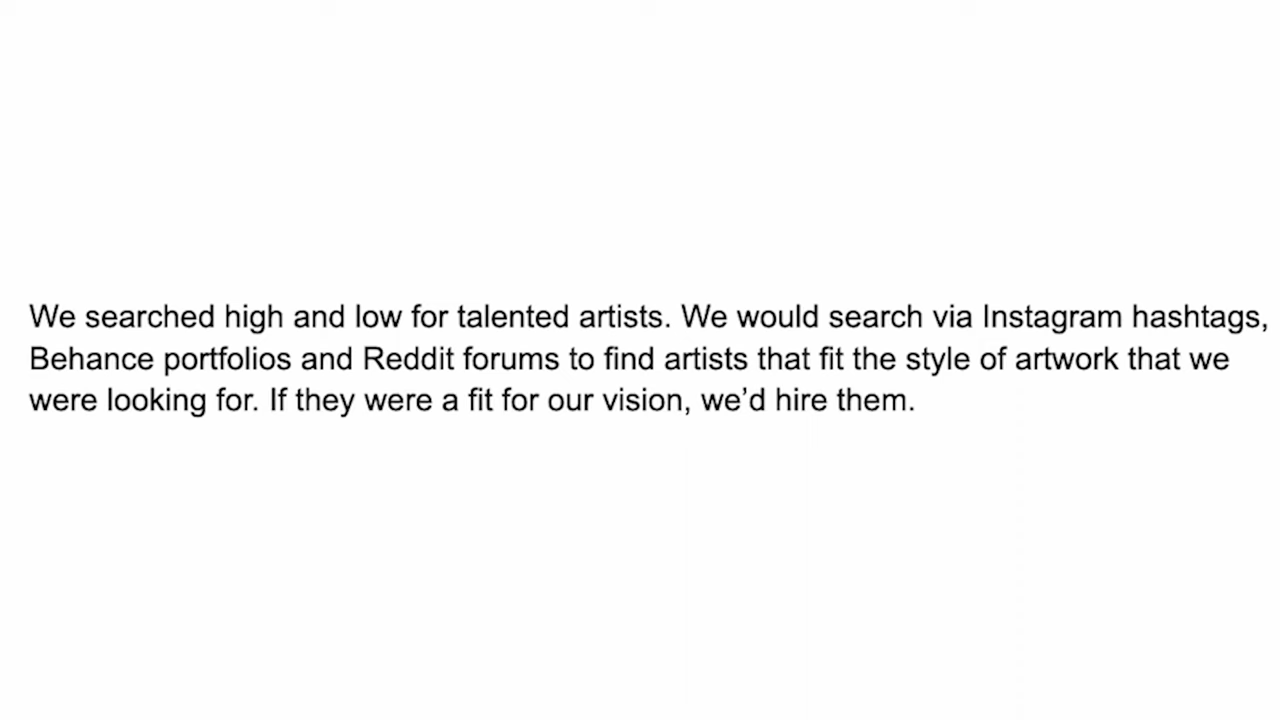 We searched high and low for talented artists. We would search via Instagram hashtags,
Behance portfolios and Reddit forums to find artists that fit the style of artwork that we
were looking for. If they were a fit for our vision, we’d hire them.